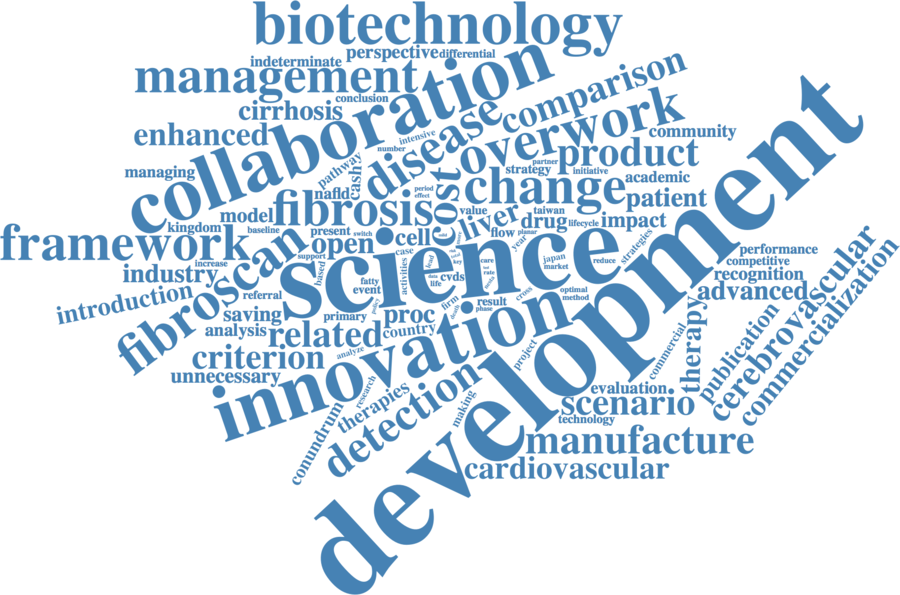 biotechnology
perspective
differential
indeterminate
management
collaboration
conclusion
cirrhosis
comparison
disease
intensive
number
enhanced
overwork
community
pathway
cashy
product
partner
strategy
initiative
managing
academic
nafld
cost
period
effect
change
patient
model
fibrosis
value
taiwan
drug
lifecycle
impact
kingdom
baseline
framework
present
switch
open
cell
liver
flow
planar
year
strategies
fibroscan
science
support
case
japan
market
reduce
performance
competitive
increase
industry
based
activities
fatty
event
data
life
cvds
care
rate
recognition
cerebrovascular
commercialization
introduction
referral
saving
primary
policy
proc
firm
death
result
phase
cross
optimal
method
advanced
analysis
related
country
innovation
development
therapy
publication
criterion
analyze
project
commercial
unnecessary
research
therapies
detection
making
evaluation
scenario
technology
conundrum
manufacture
cardiovascular